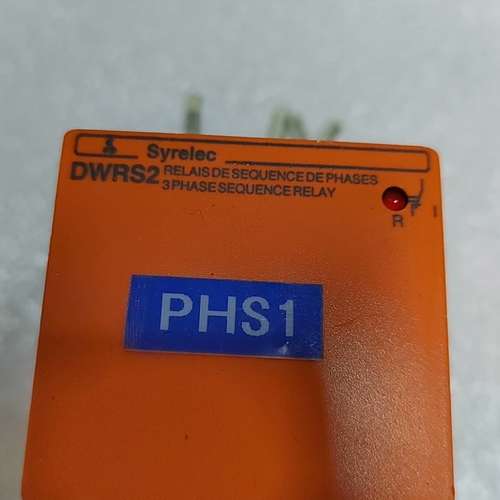 Syrelec
DWRS2 RELAIS DE SEQUENCE DE PHASES
3 PHASE SEQUENCE RELAY
R
PHS1